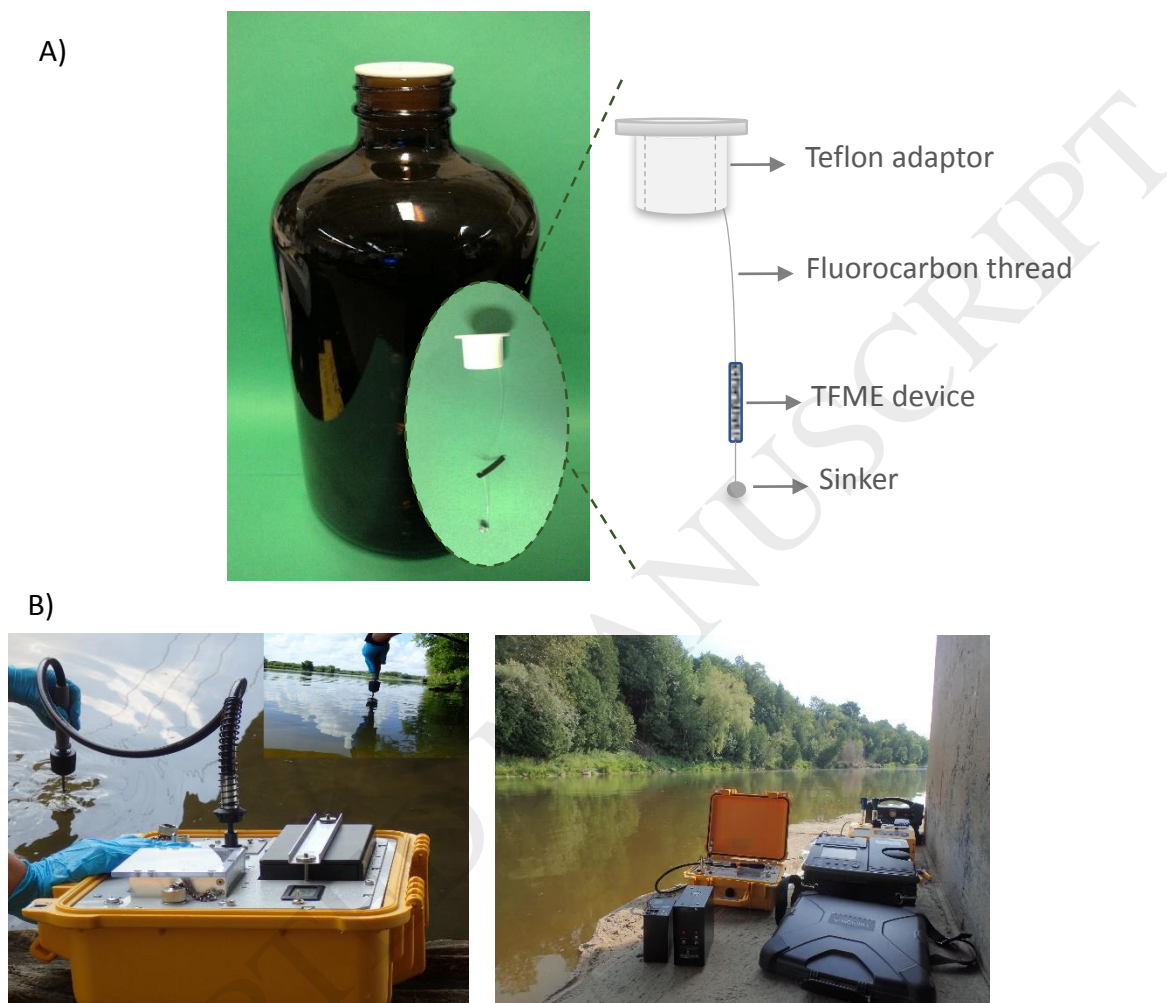 A)
Teflon adaptor
Fluorocarbon thread
TFME device
Sinker
B)